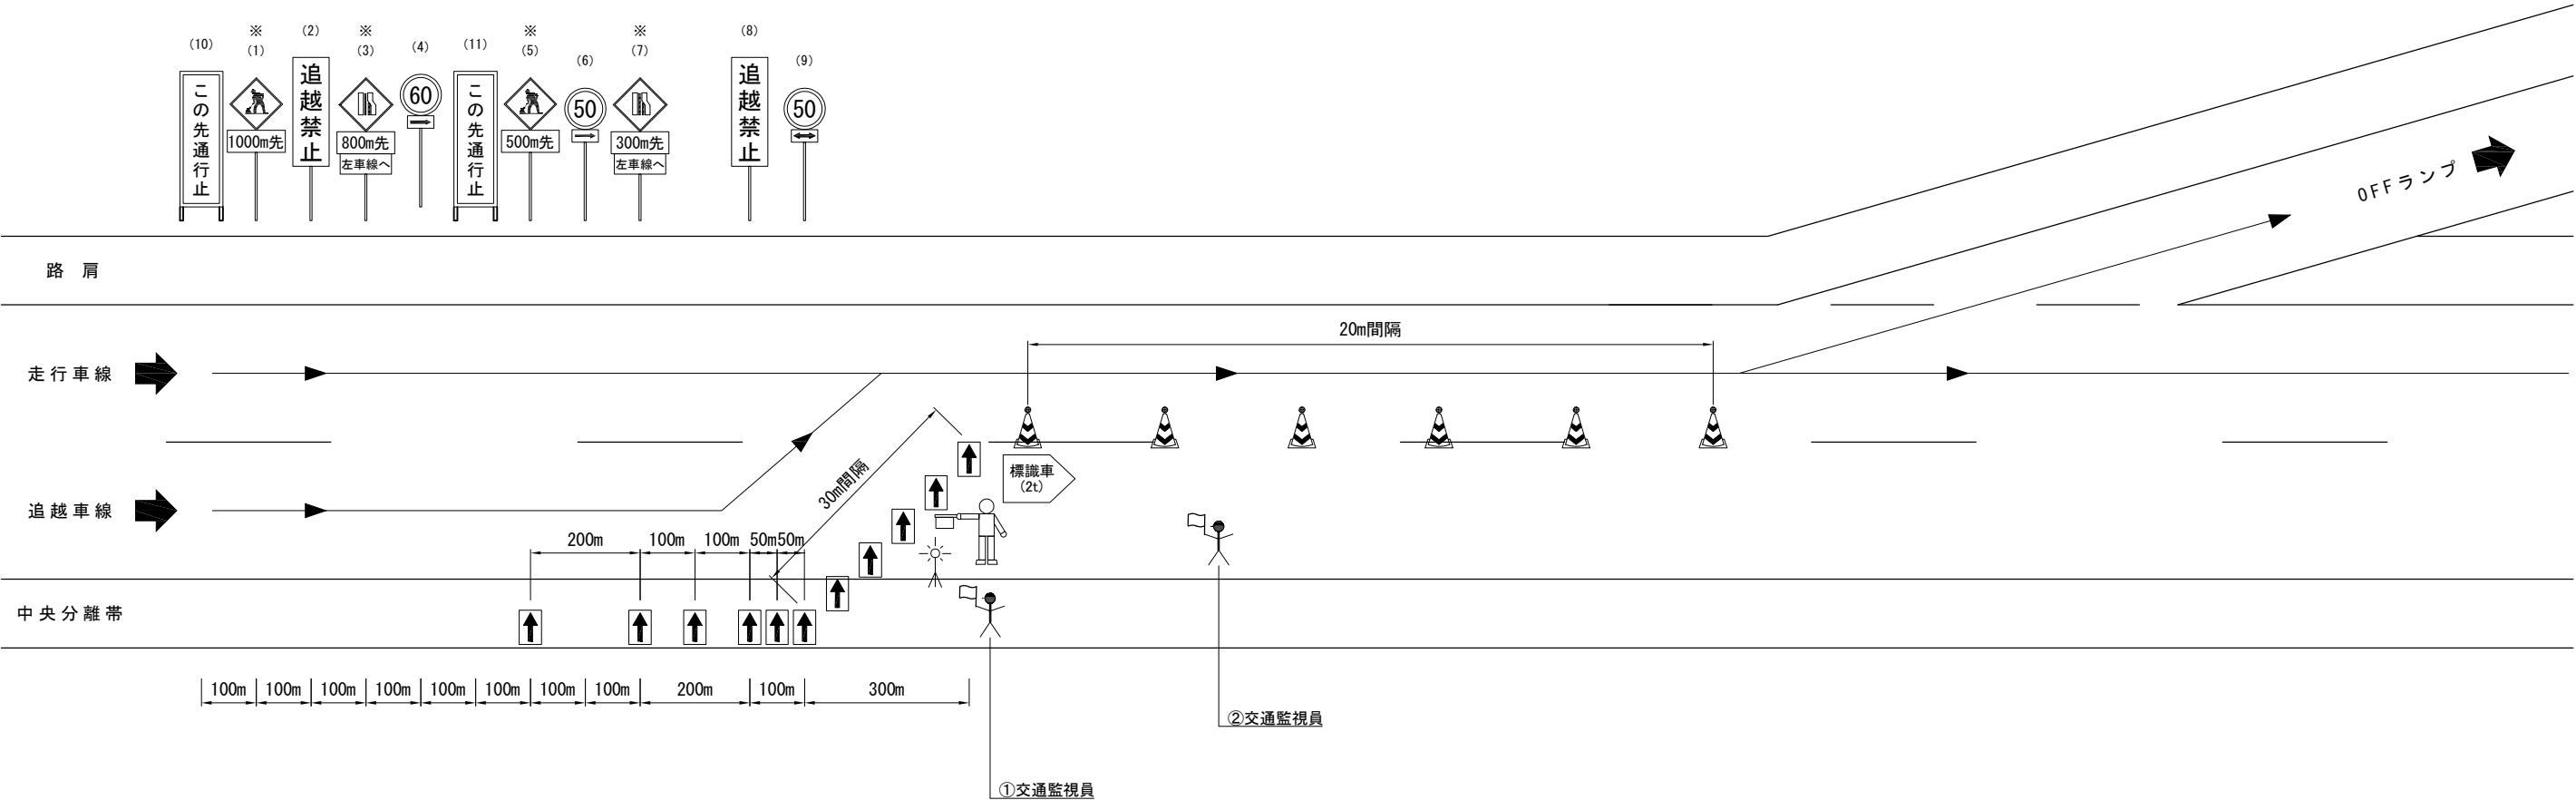 (10)
※
(1)
(2)
※
(3)
(4)
(11)
※
(5)
(6)
※
(7)
(8)
(9)
この先通行止
1000m先
追越禁止
800m先
左車線へ
60
この先通行止
500m先
50
300m先
左車線へ
追越禁止
50
OFFランプ
路 肩
20m間隔
走行車線
30m間隔
標識車
(2t)
追越車線
200m
100m
100m
50m
50m
中央分離帯
100m
100m
100m
100m
100m
100m
100m
100m
200m
100m
300m
②交通監視員
①交通監視員